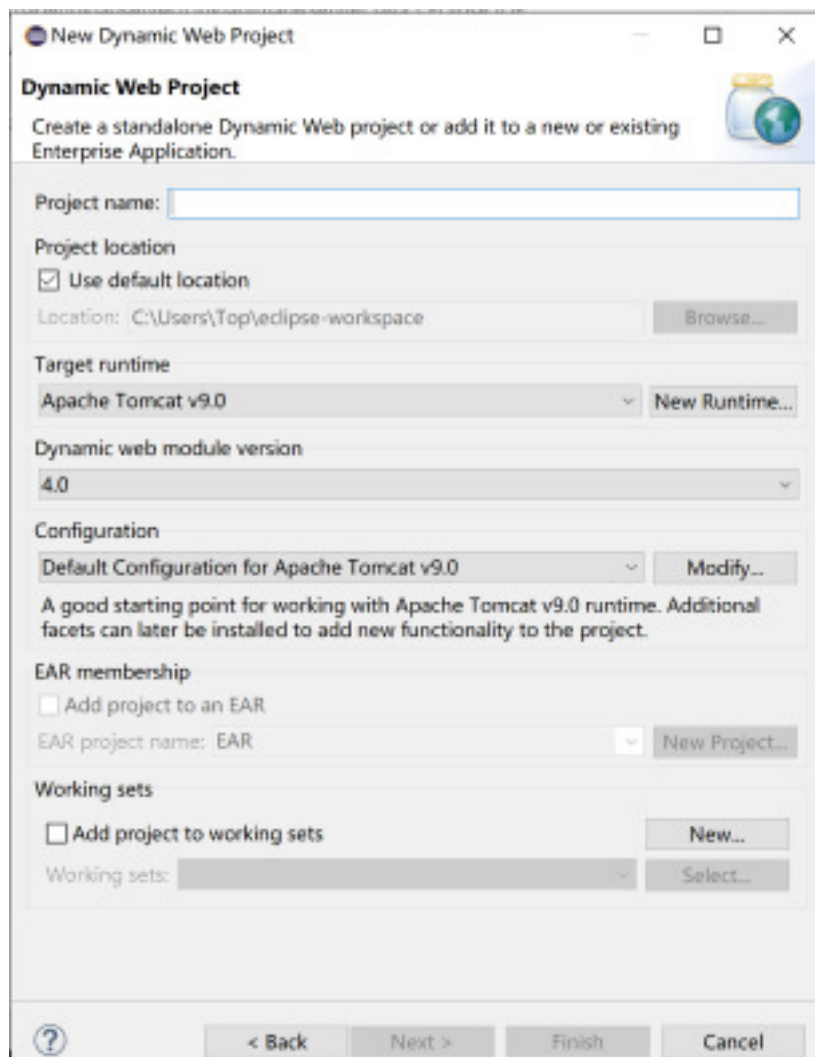 New Dynamic Web Project
Dynamic Web Project
Create a standalone Dynamic Web project or add it to a new or existing
Enterprise Application.
Project name:
Project location
Use default location
Location: C:\Users\Top\eclipse-workspace Browse...
Target runtime
Apache Tomcat v9.0 New Runtime...
Dynamic web module version
4.0
Configuration
Default Configuration for Apache Tomcat v9.0 Modify...
A good starting point for working with Apache Tomcat v9.0 runtime. Additional
facets can later be installed to add new functionality to the project.
EAR membership
Add project to an EAR
EAR project name: EAR New Project...
Working sets
Add project to working sets New...
Working sets: Select...
? < Back Next > Finish Cancel